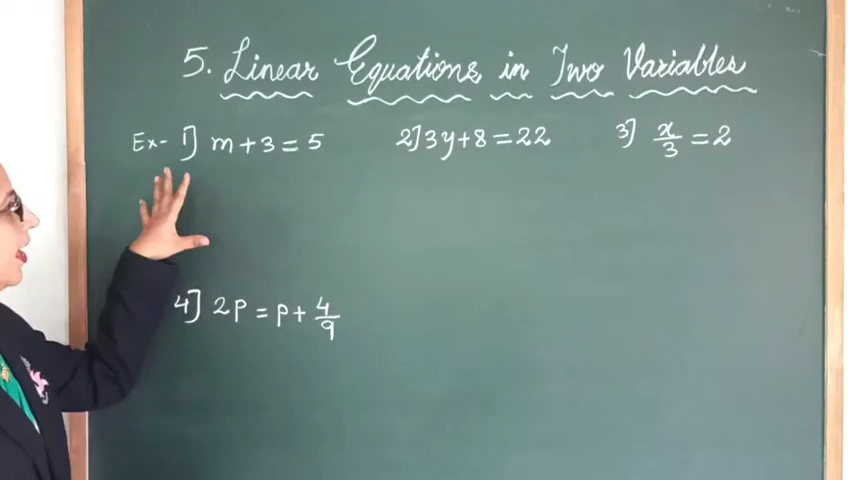 5. Linear Equations in Two Variables
Ex- 1] m + 3 = 5 2] 3y + 8 = 22 3] x/3 = 2
4] 2p = p + 4/9